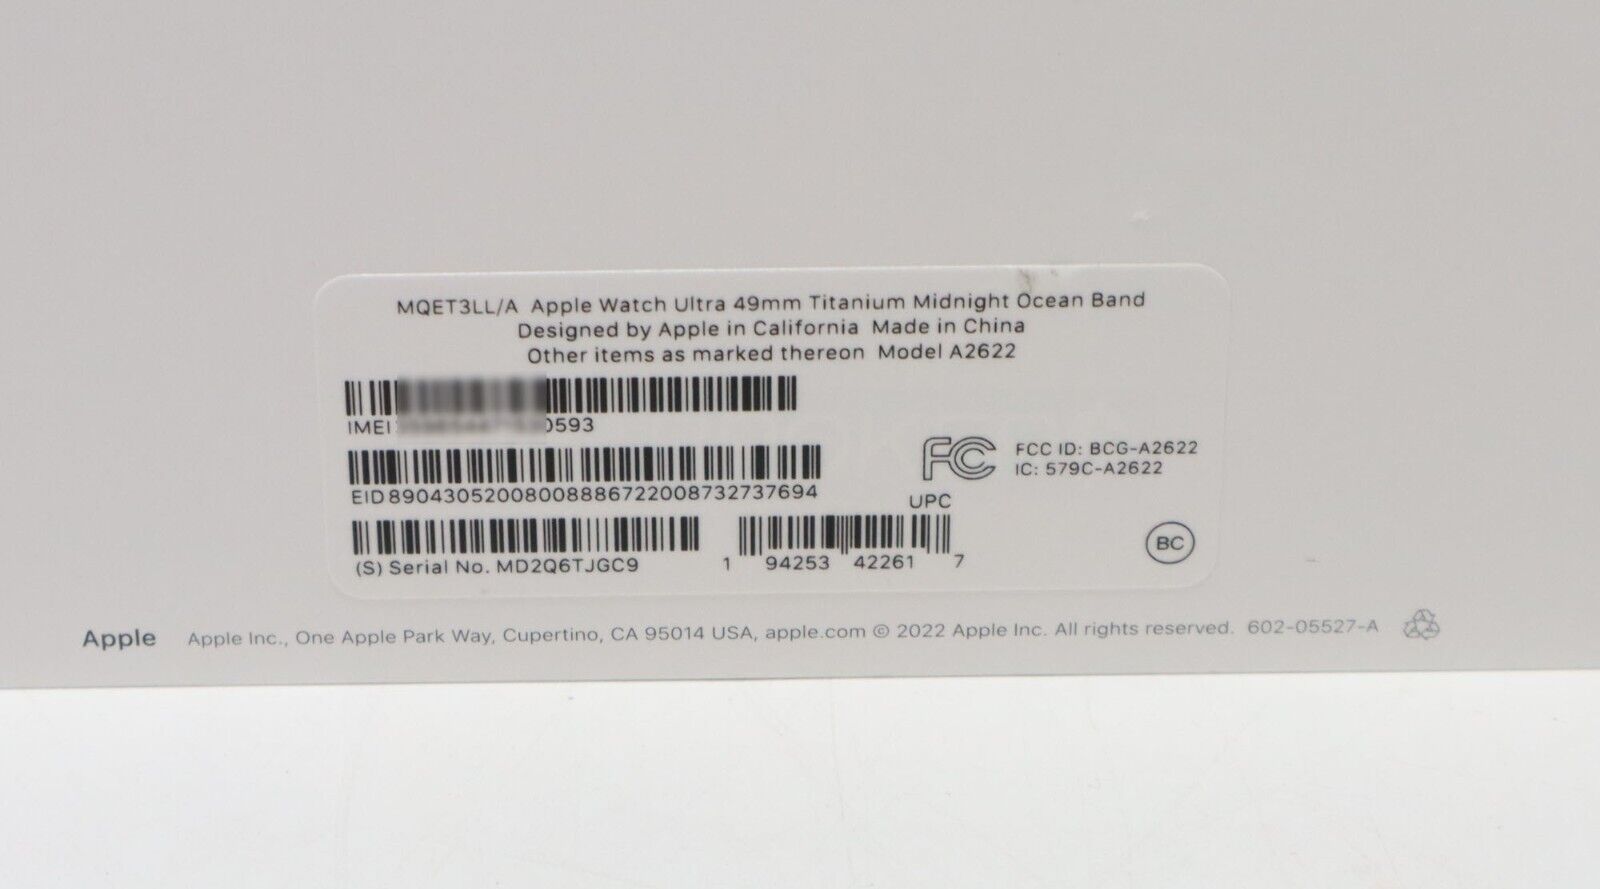 MQET3LL/A Apple Watch Ultra 49mm Titanium Midnight Ocean Band
Designed by Apple in California Made in China
Other items as marked thereon Model A2622
IMEI 0593
FC FCC ID: BCG-A2622
IC: 579C-A2622
EID 89043052008008886722008732737694
UPC
(S) Serial No. MD2Q6TJGC9
1 94253 42261 7
BC
Apple Apple Inc., One Apple Park Way, Cupertino, CA 95014 USA, apple.com © 2022 Apple Inc. All rights reserved. 602-05527-A